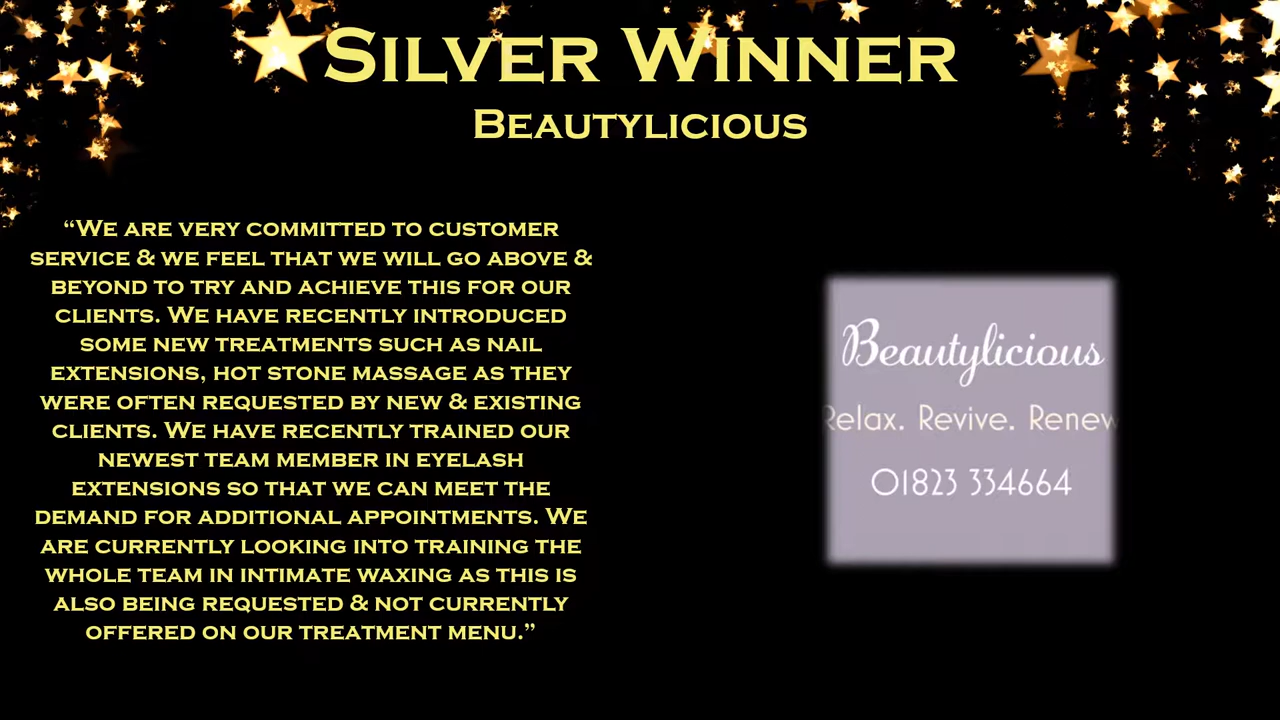 Silver Winner
Beautylicious
“We are very committed to customer
service & we feel that we will go above &
beyond to try and achieve this for our
clients. We have recently introduced
some new treatments such as nail
extensions, hot stone massage as they
were often requested by new & existing
clients. We have recently trained our
newest team member in eyelash
extensions so that we can meet the
demand for additional appointments. We
are currently looking into training the
whole team in intimate waxing as this is
also being requested & not currently
offered on our treatment menu.”
Beautylicious
Relax. Revive. Renew
01823 334664